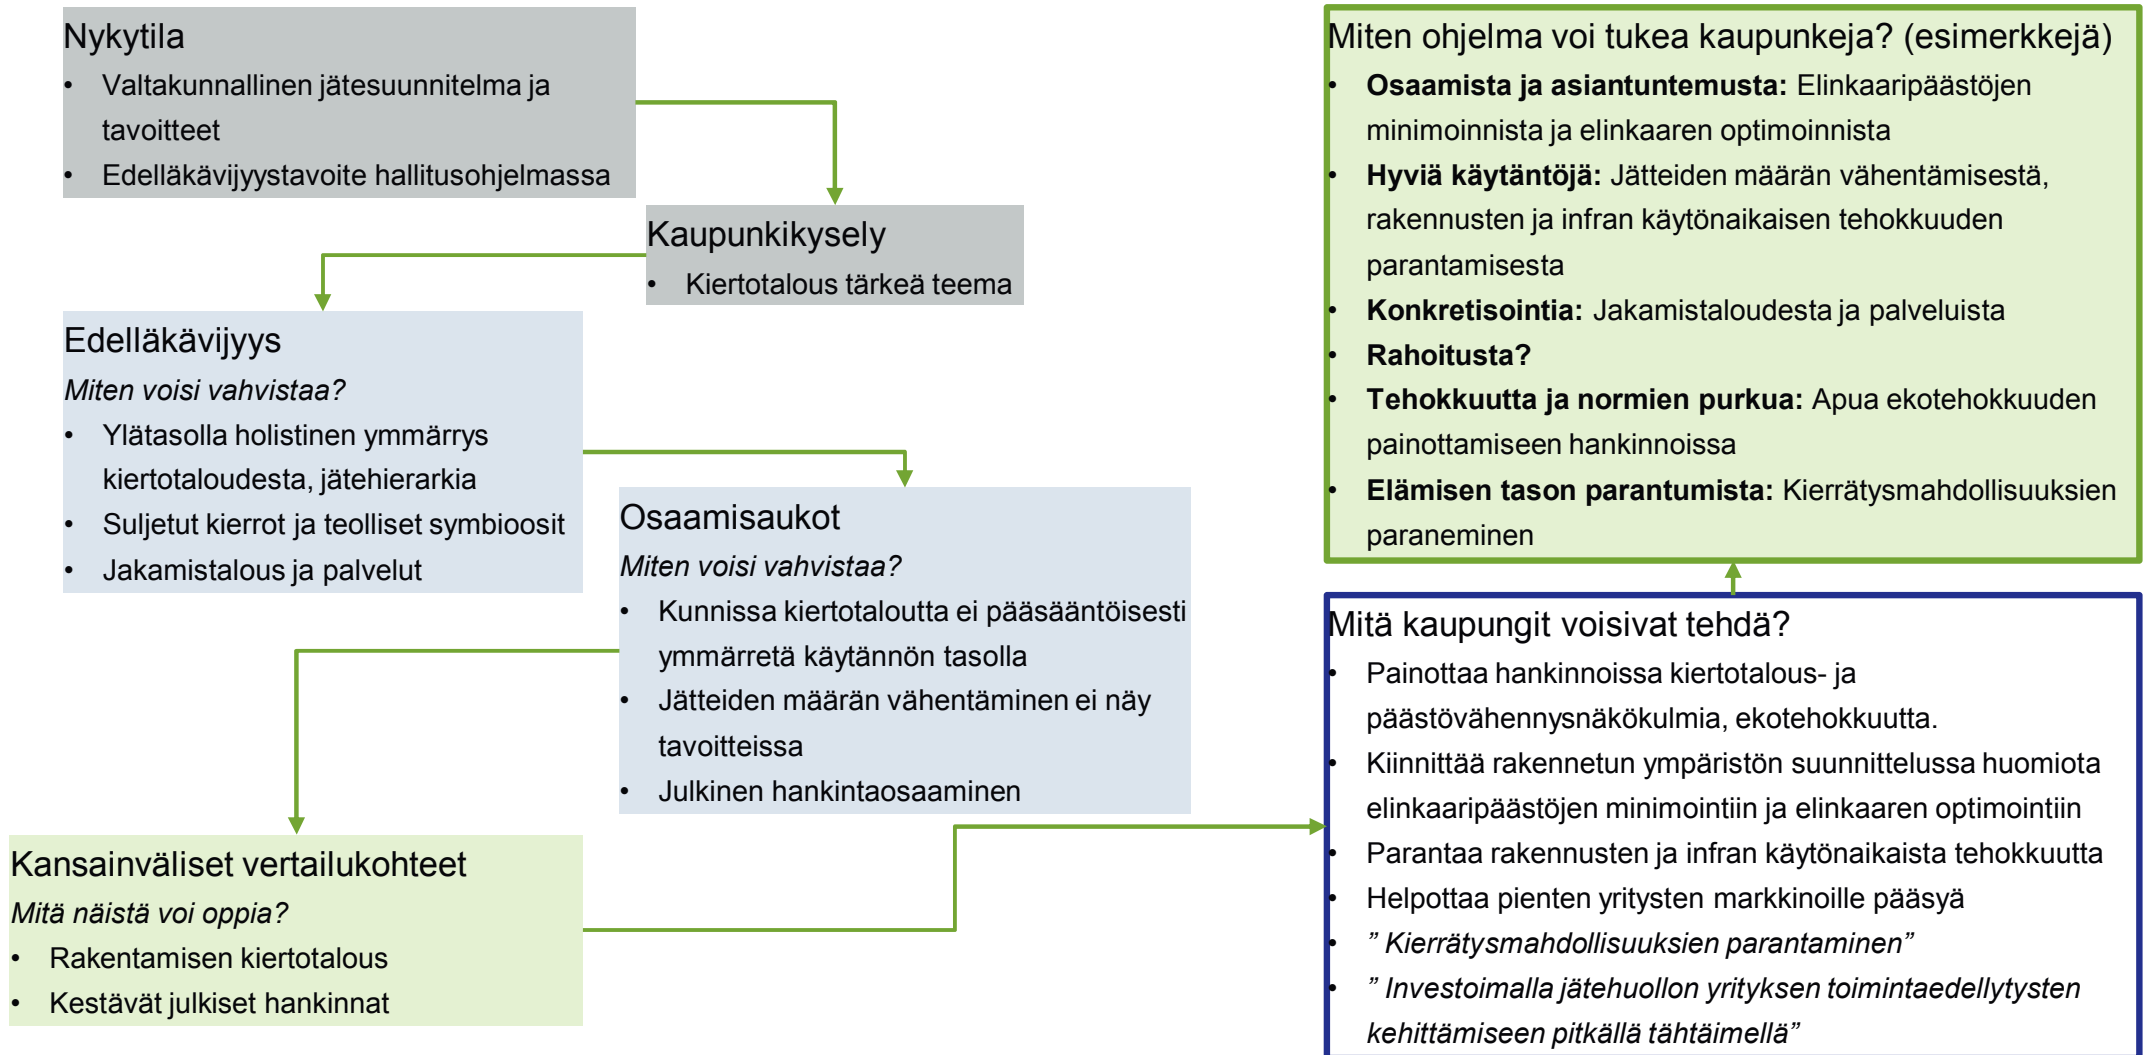 Nykytila
• Valtakunnallinen jätesuunnitelma ja
tavoitteet
• Edelläkävijyystavoite hallitusohjelmassa
Kaupunkikysely
• Kiertotalous tärkeä teema
Edelläkävijyys
Miten voisi vahvistaa?
• Ylätasolla holistinen ymmärrys
kiertotaloudesta, jätehierarkia
• Suljetut kierrot ja teolliset symbioosit
• Jakamistalous ja palvelut
Osaamisaukot
Miten voisi vahvistaa?
• Kunnissa kiertotaloutta ei pääsääntöisesti
ymmärretä käytännön tasolla
• Jätteiden määrän vähentäminen ei näy
tavoitteissa
• Julkinen hankintaosaaminen
Kansainväliset vertailukohteet
Mitä näistä voi oppia?
• Rakentamisen kiertotalous
• Kestävät julkiset hankinnat
Mitä kaupungit voisivat tehdä?
• Painottaa hankinnoissa kiertotalous- ja
päästövähennysnäkökulmia, ekotehokkuutta.
• Kiinnittää rakennetun ympäristön suunnittelussa huomiota
elinkaaripäästöjen minimointiin ja elinkaaren optimointiin
• Parantaa rakennusten ja infran käytönaikaista tehokkuutta
• Helpottaa pienten yritysten markkinoille pääsyä
• ” Kierrätysmahdollisuuksien parantaminen”
• ” Investoimalla jätehuollon yrityksen toimintaedellytysten
kehittämiseen pitkällä tähtäimellä”
Miten ohjelma voi tukea kaupunkeja? (esimerkkejä)
• Osaamista ja asiantuntemusta: Elinkaaripäästöjen
minimoinnista ja elinkaaren optimoinnista
• Hyviä käytäntöjä: Jätteiden määrän vähentämisestä,
rakennusten ja infran käytönaikaisen tehokkuuden
parantamisesta
• Konkretisointia: Jakamistaloudesta ja palveluista
• Rahoitusta?
• Tehokkuutta ja normien purkua: Apua ekotehokkuuden
painottamiseen hankinnoissa
• Elämisen tason parantumista: Kierrätysmahdollisuuksien
paraneminen